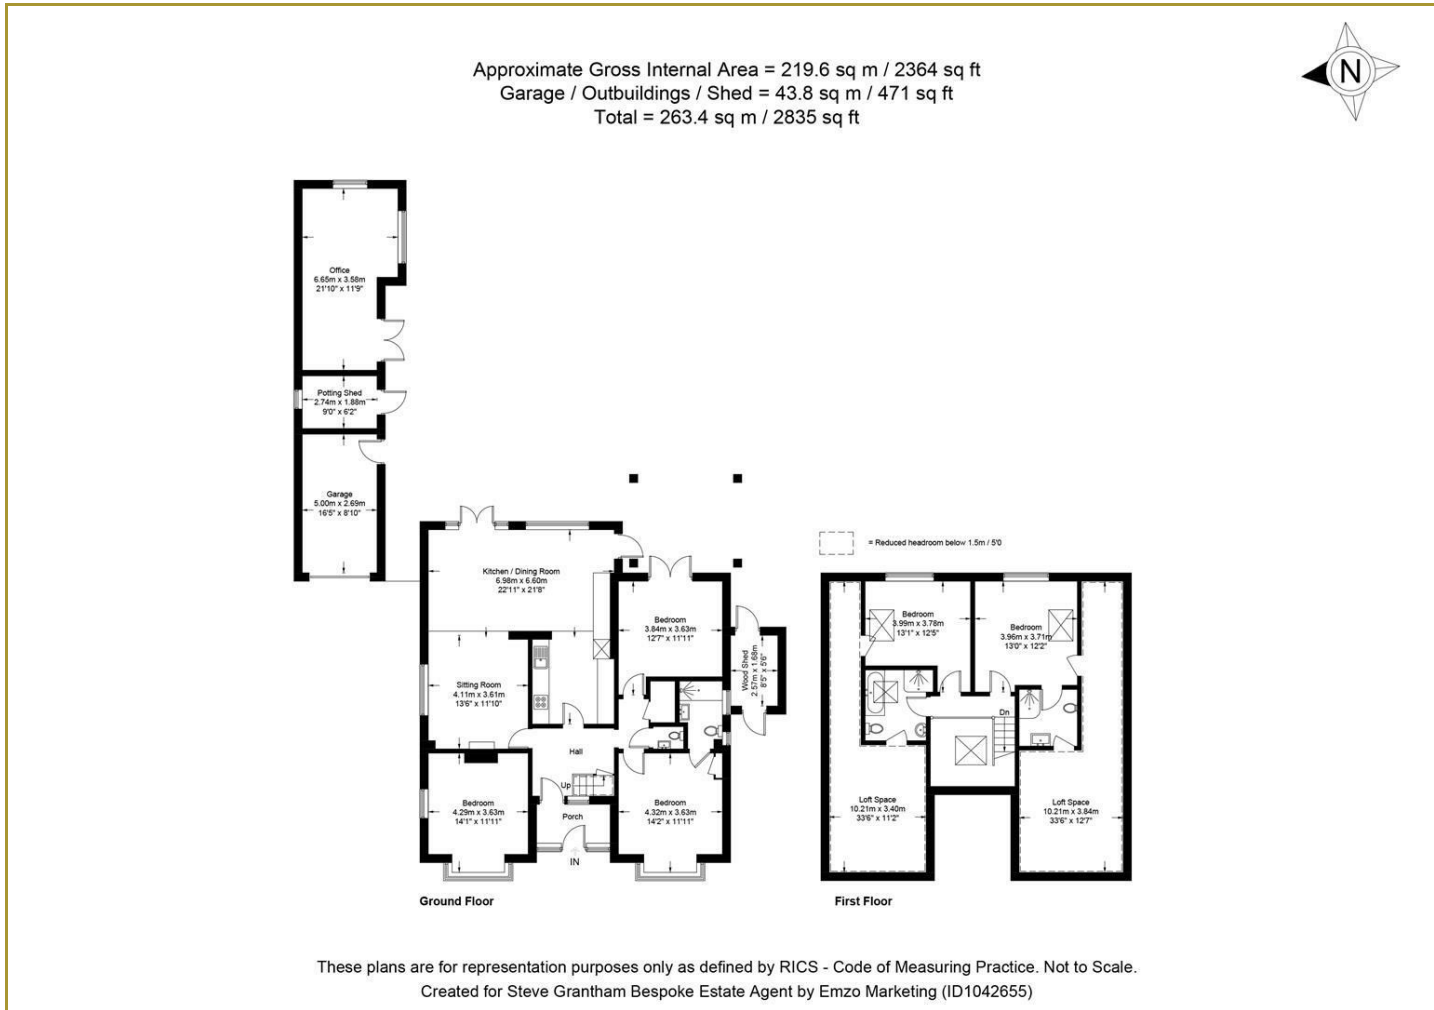 Approximate Gross Internal Area = 219.6 sq m / 2364 sq ft
Garage / Outbuildings / Shed = 43.8 sq m / 471 sq ft
Total = 263.4 sq m / 2835 sq ft
N
Office
6.65m x 3.58m
21'10" x 11'9"
Potting Shed
2.74m x 1.88m
9'0" x 6'2"
Garage
5.00m x 2.69m
16'5" x 8'10"
Kitchen / Dining Room
6.98m x 6.60m
22'11" x 21'8"
Bedroom
3.84m x 3.63m
12'7" x 11'11"
Wood Shed
2.57m x 1.68m
8'5" x 5'6"
Sitting Room
4.11m x 3.61m
13'6" x 11'10"
Hall
Up
Bedroom
4.29m x 3.63m
14'1" x 11'11"
Porch
IN
Bedroom
4.32m x 3.63m
14'2" x 11'11"
Ground Floor
= Reduced headroom below 1.5m / 5'0
Bedroom
3.99m x 3.78m
13'1" x 12'5"
Bedroom
3.96m x 3.71m
13'0" x 12'2"
Dn
Loft Space
10.21m x 3.40m
33'6" x 11'2"
Loft Space
10.21m x 3.84m
33'6" x 12'7"
First Floor
These plans are for representation purposes only as defined by RICS - Code of Measuring Practice. Not to Scale.
Created for Steve Grantham Bespoke Estate Agent by Emzo Marketing (ID1042655)